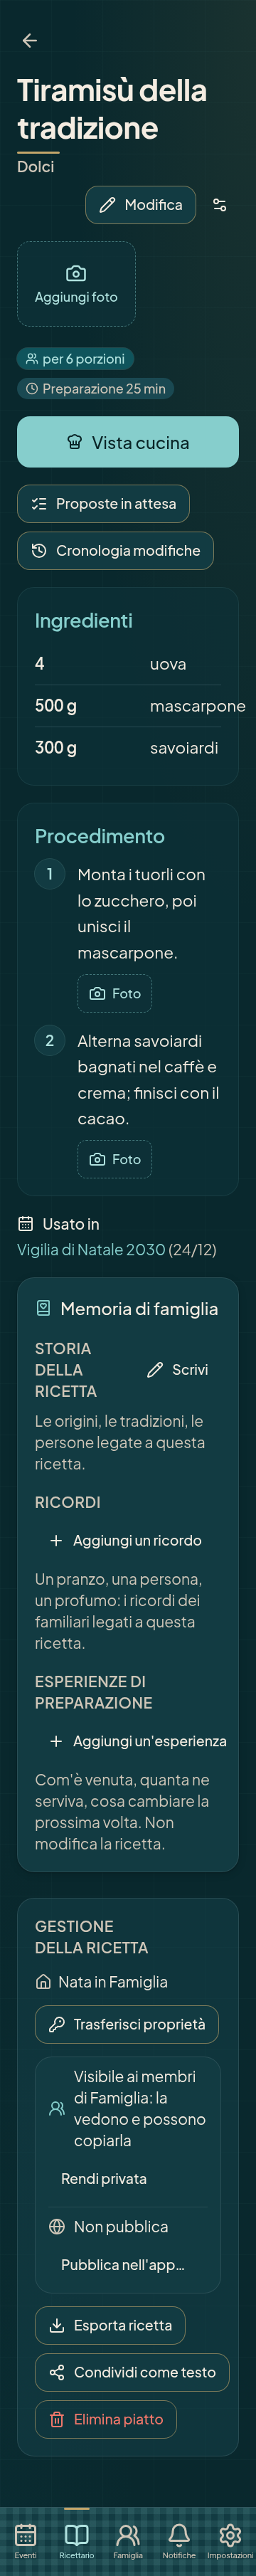 Tiramisù della
tradizione
Dolci
Modifica
Aggiungi foto
per 6 porzioni
Preparazione 25 min
Vista cucina
Proposte in attesa
Cronologia modifiche
Ingredienti
4 uova
500 g mascarpone
300 g savoiardi
Procedimento
1 Monta i tuorli con
lo zucchero, poi
unisci il
mascarpone.
Foto
2 Alterna savoiardi
bagnati nel caffè e
crema; finisci con il
cacao.
Foto
Usato in
Vigilia di Natale 2030 (24/12)
Memoria di famiglia
STORIA
DELLA
RICETTA
Scrivi
Le origini, le tradizioni, le
persone legate a questa
ricetta.
RICORDI
Aggiungi un ricordo
Un pranzo, una persona,
un profumo: i ricordi dei
familiari legati a questa
ricetta.
ESPERIENZE DI
PREPARAZIONE
Aggiungi un'esperienza
Com'è venuta, quanta ne
serviva, cosa cambiare la
prossima volta. Non
modifica la ricetta.
GESTIONE
DELLA RICETTA
Nata in Famiglia
Trasferisci proprietà
Visibile ai membri
di Famiglia: la
vedono e possono
copiarla
Rendi privata
Non pubblica
Pubblica nell'app…
Esporta ricetta
Condividi come testo
Elimina piatto
Eventi Ricettario Famiglia Notifiche Impostazioni